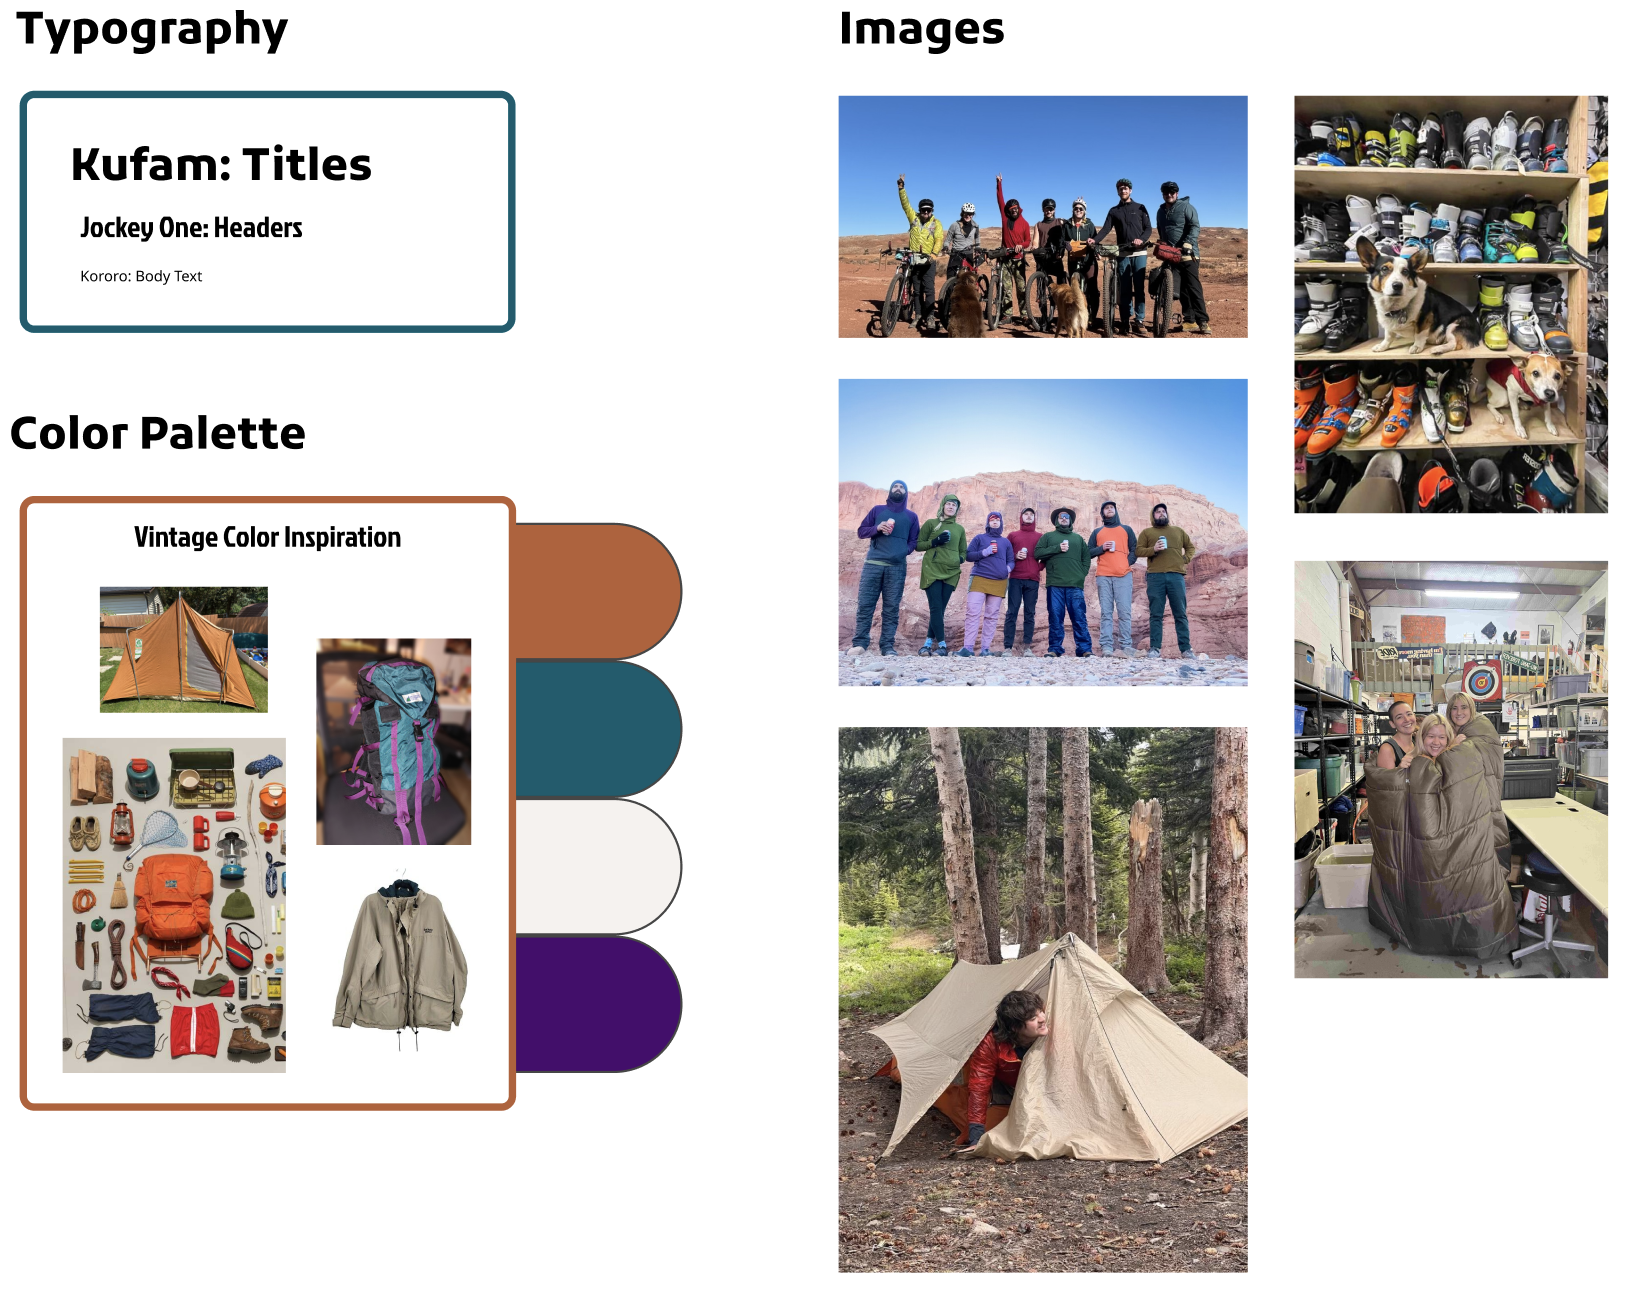 Typography
Kufam: Titles
Jockey One: Headers
Kororo: Body Text
Color Palette
Vintage Color Inspiration
Images